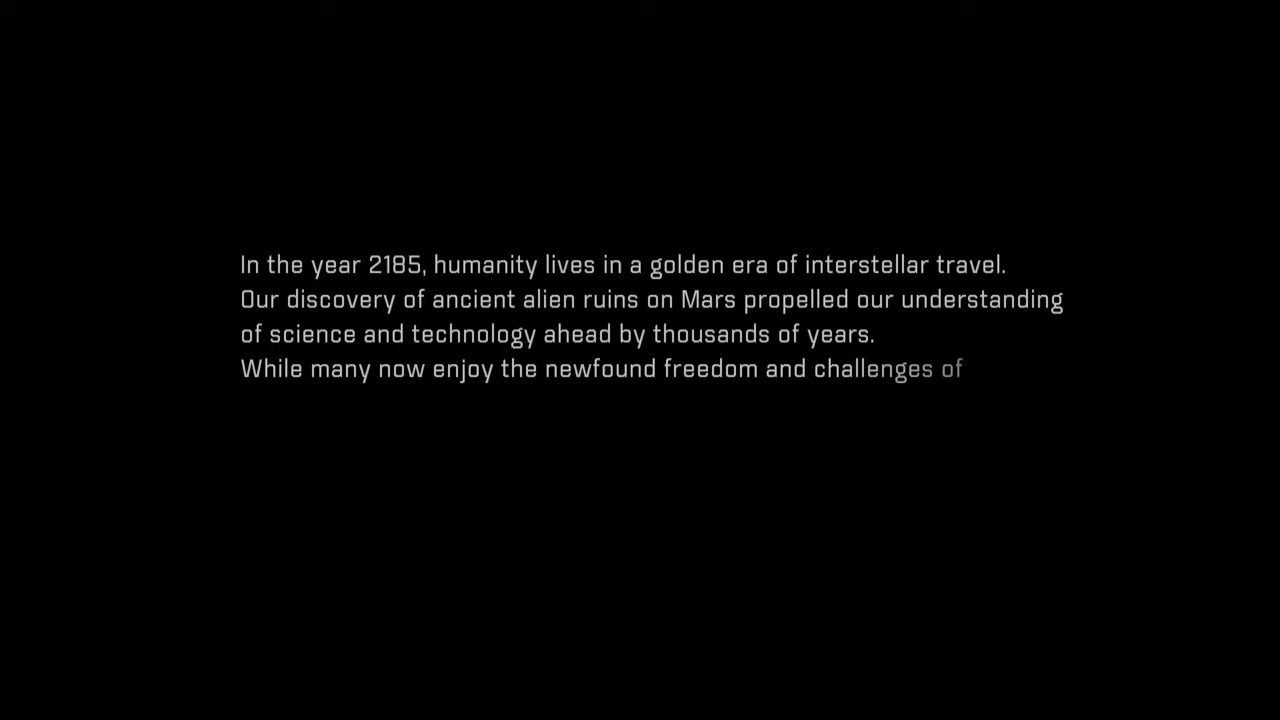 In the year 2185, humanity lives in a golden era of interstellar travel.
Our discovery of ancient alien ruins on Mars propelled our understanding
of science and technology ahead by thousands of years.
While many now enjoy the newfound freedom and challenges of